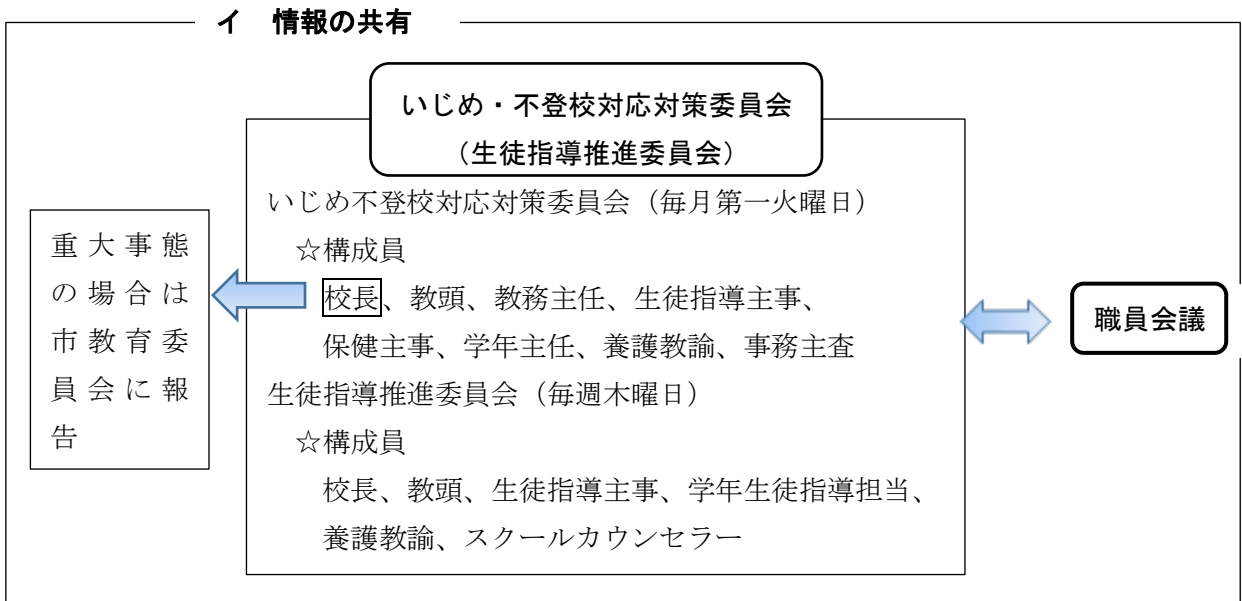 イ 情報の共有
いじめ・不登校対応対策委員会
（生徒指導推進委員会）
いじめ不登校対応対策委員会（毎月第一火曜日）
☆構成員
校長、教頭、教務主任、生徒指導主事、
保健主事、学年主任、養護教諭、事務主査
生徒指導推進委員会（毎週木曜日）
☆構成員
校長、教頭、生徒指導主事、学年生徒指導担当、
養護教諭、スクールカウンセラー
重大事態
の場合は
市教育委
員会に報
告
職員会議